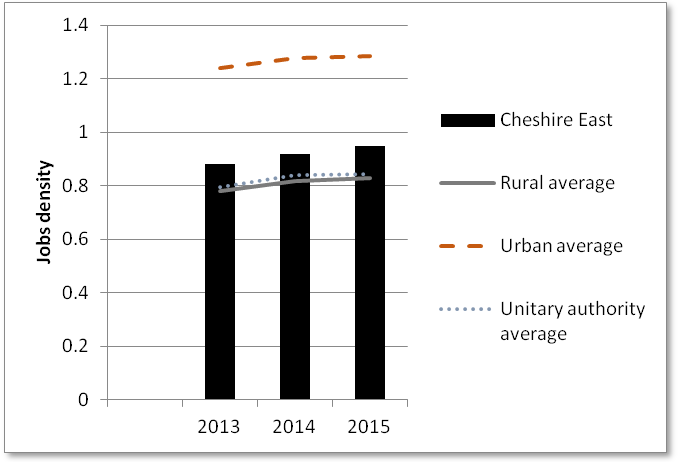 1.4
1.2
1
0.8
0.6
0.4
0.2
0
Jobs density
2013 2014 2015
Cheshire East
Rural average
Urban average
Unitary authority
average